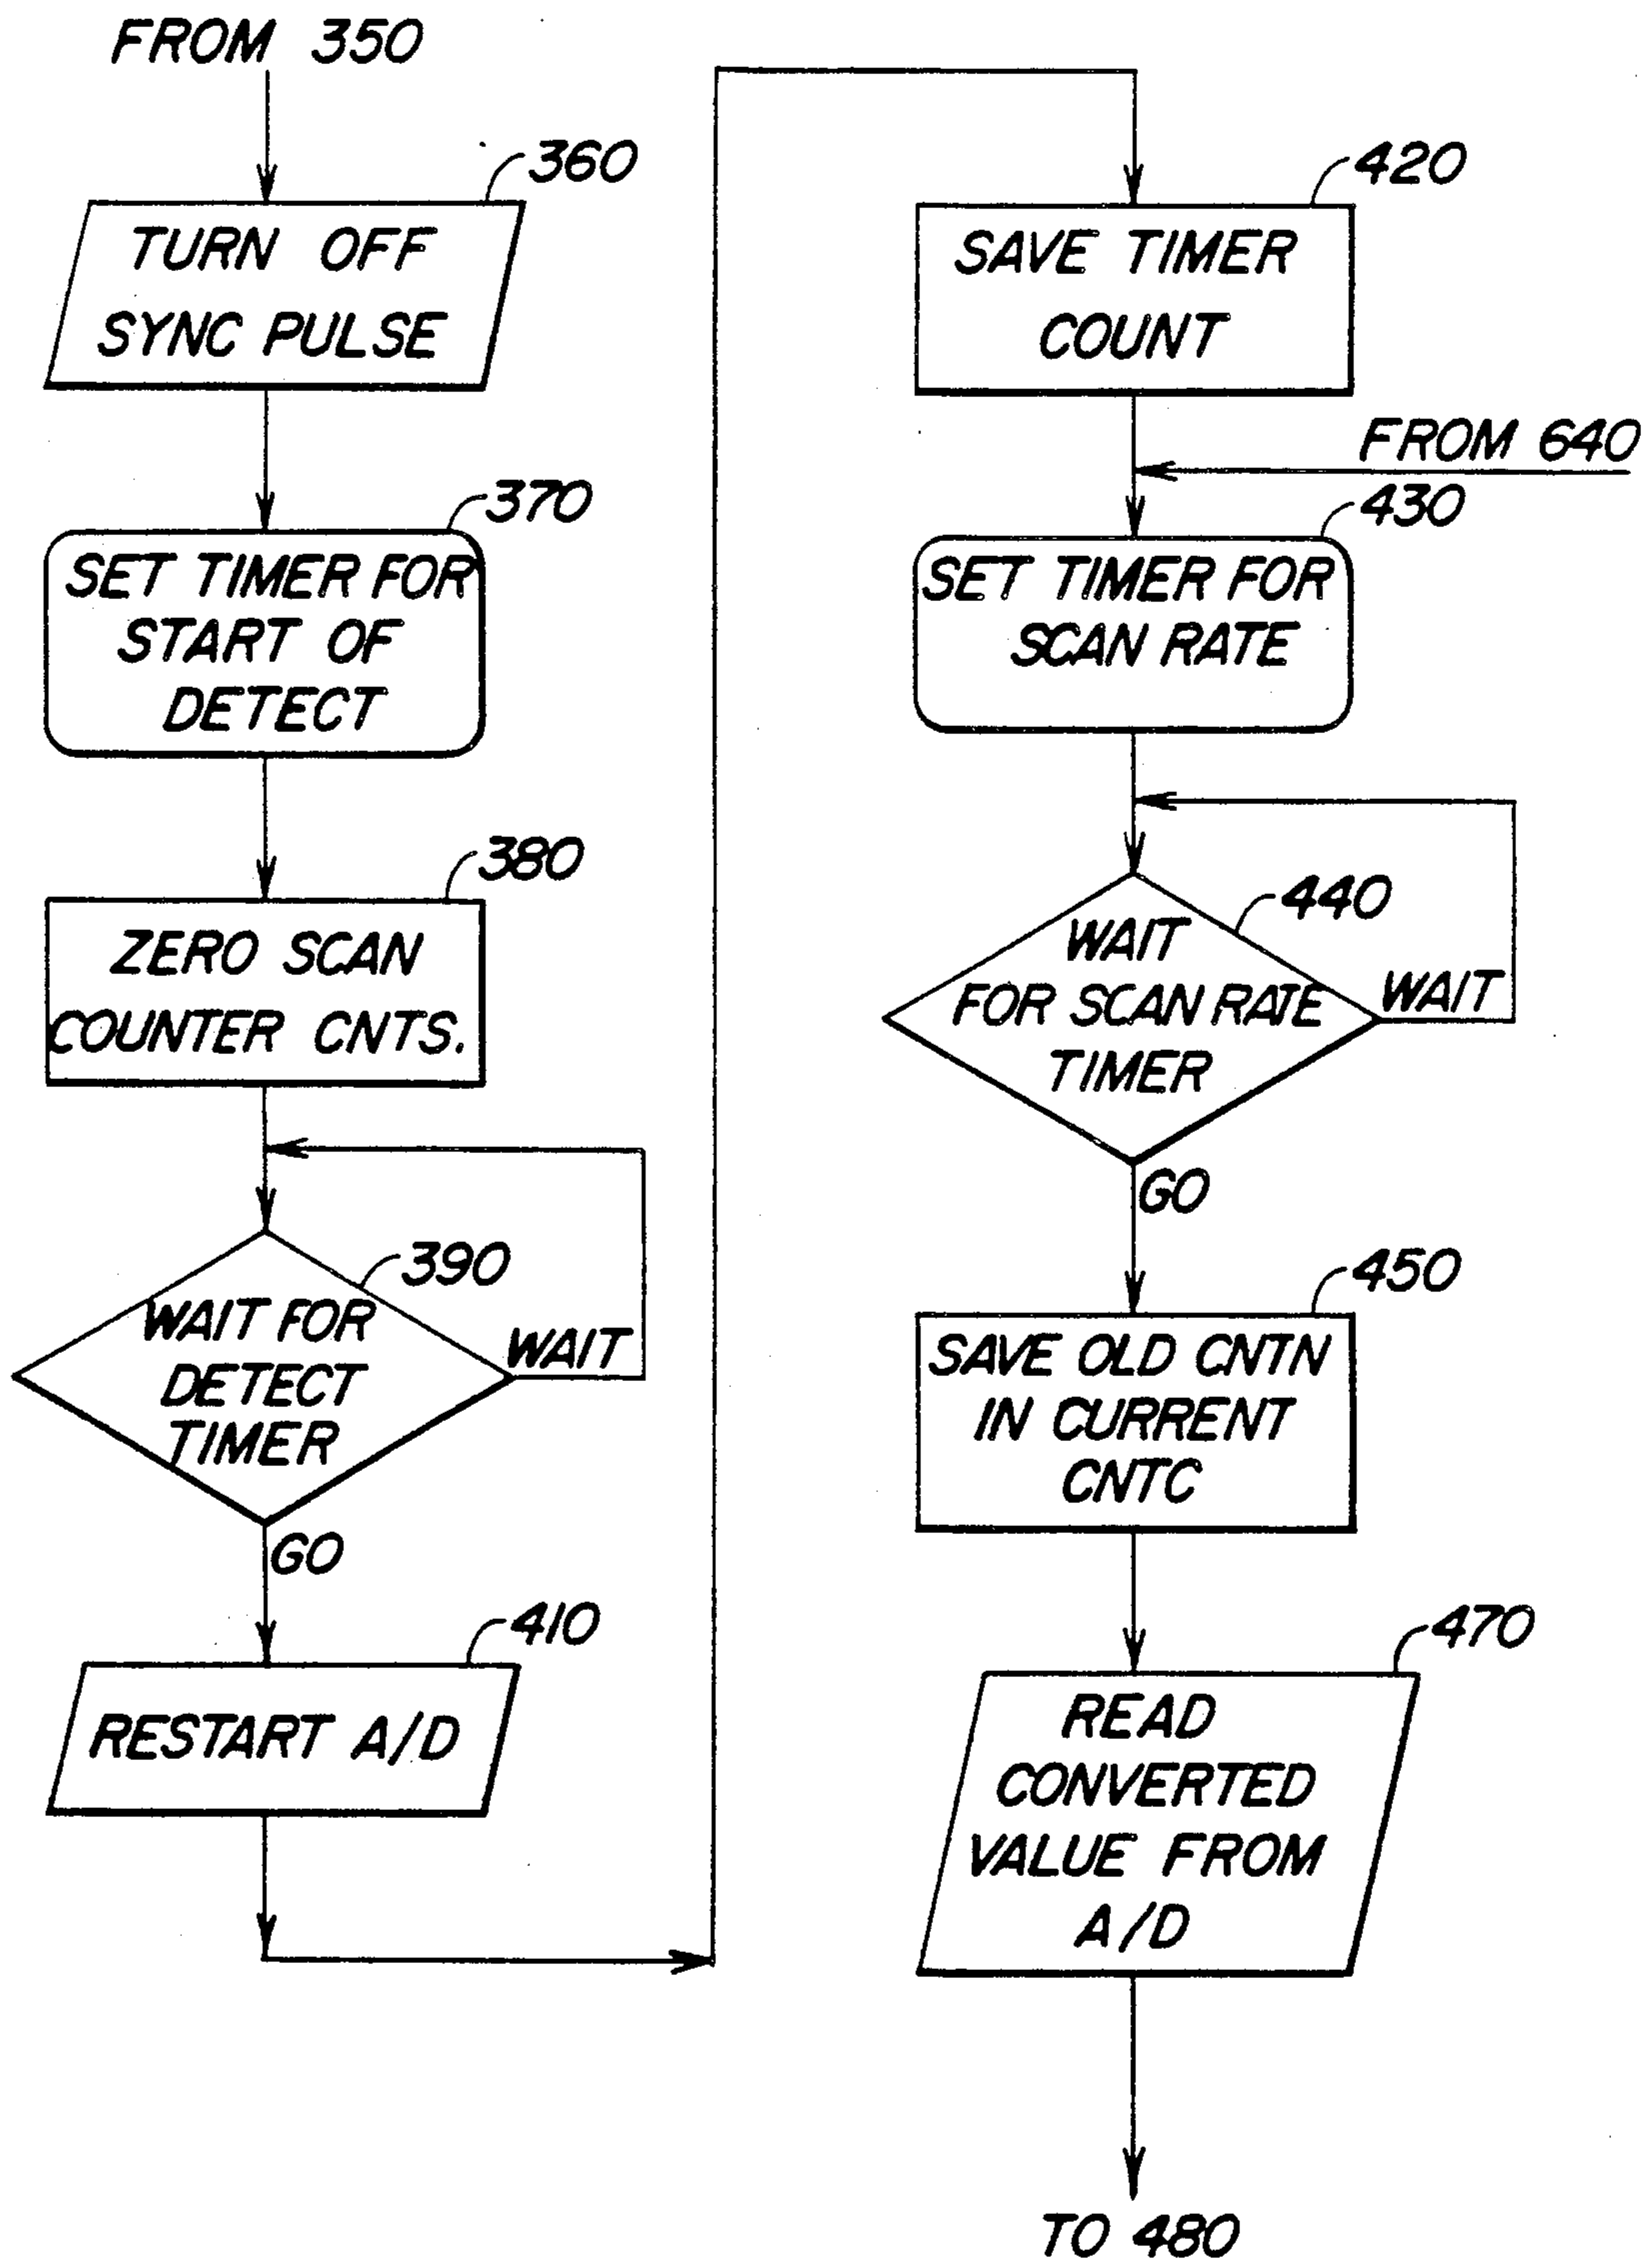 FROM 350
360
TURN OFF
SYNC PULSE
370
SET TIMER FOR
START OF
DETECT
380
ZERO SCAN
COUNTER CNTS.
390
WAIT FOR
DETECT
TIMER
WAIT
GO
410
RESTART A/D
420
SAVE TIMER
COUNT
FROM 640
430
SET TIMER FOR
SCAN RATE
440
WAIT
FOR SCAN RATE
TIMER
WAIT
GO
450
SAVE OLD CNTN
IN CURRENT
CNTC
470
READ
CONVERTED
VALUE FROM
A/D
TO 480